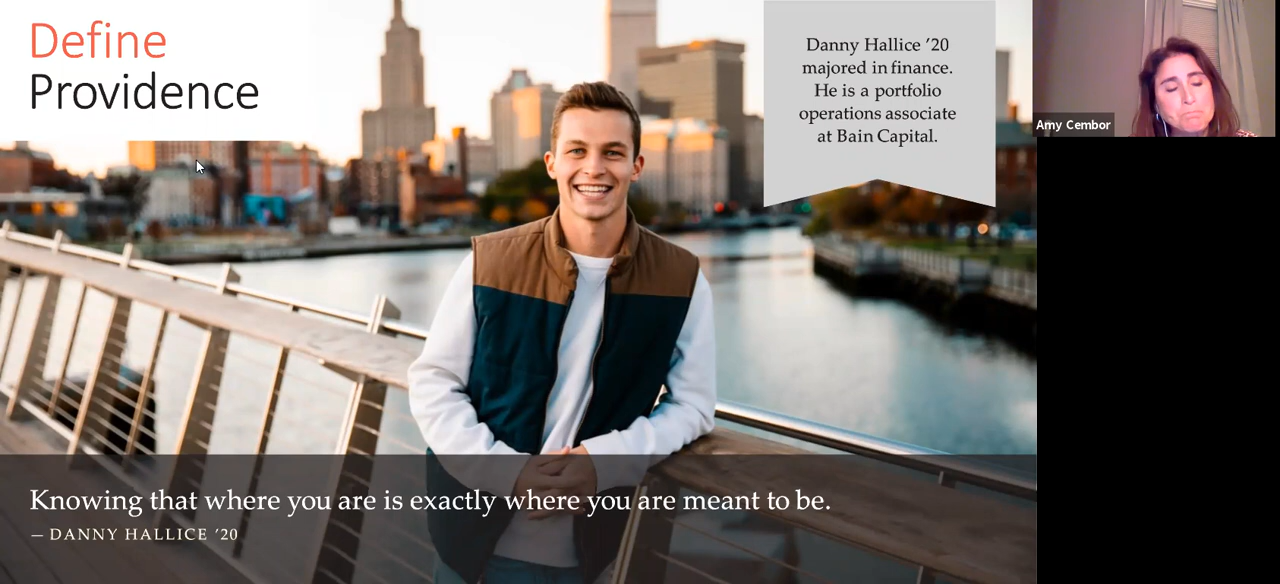 Define
Providence
Danny Hallice ’20
majored in finance.
He is a portfolio
operations associate
at Bain Capital.
Amy Cembor
Knowing that where you are is exactly where you are meant to be.
— DANNY HALLICE ’20